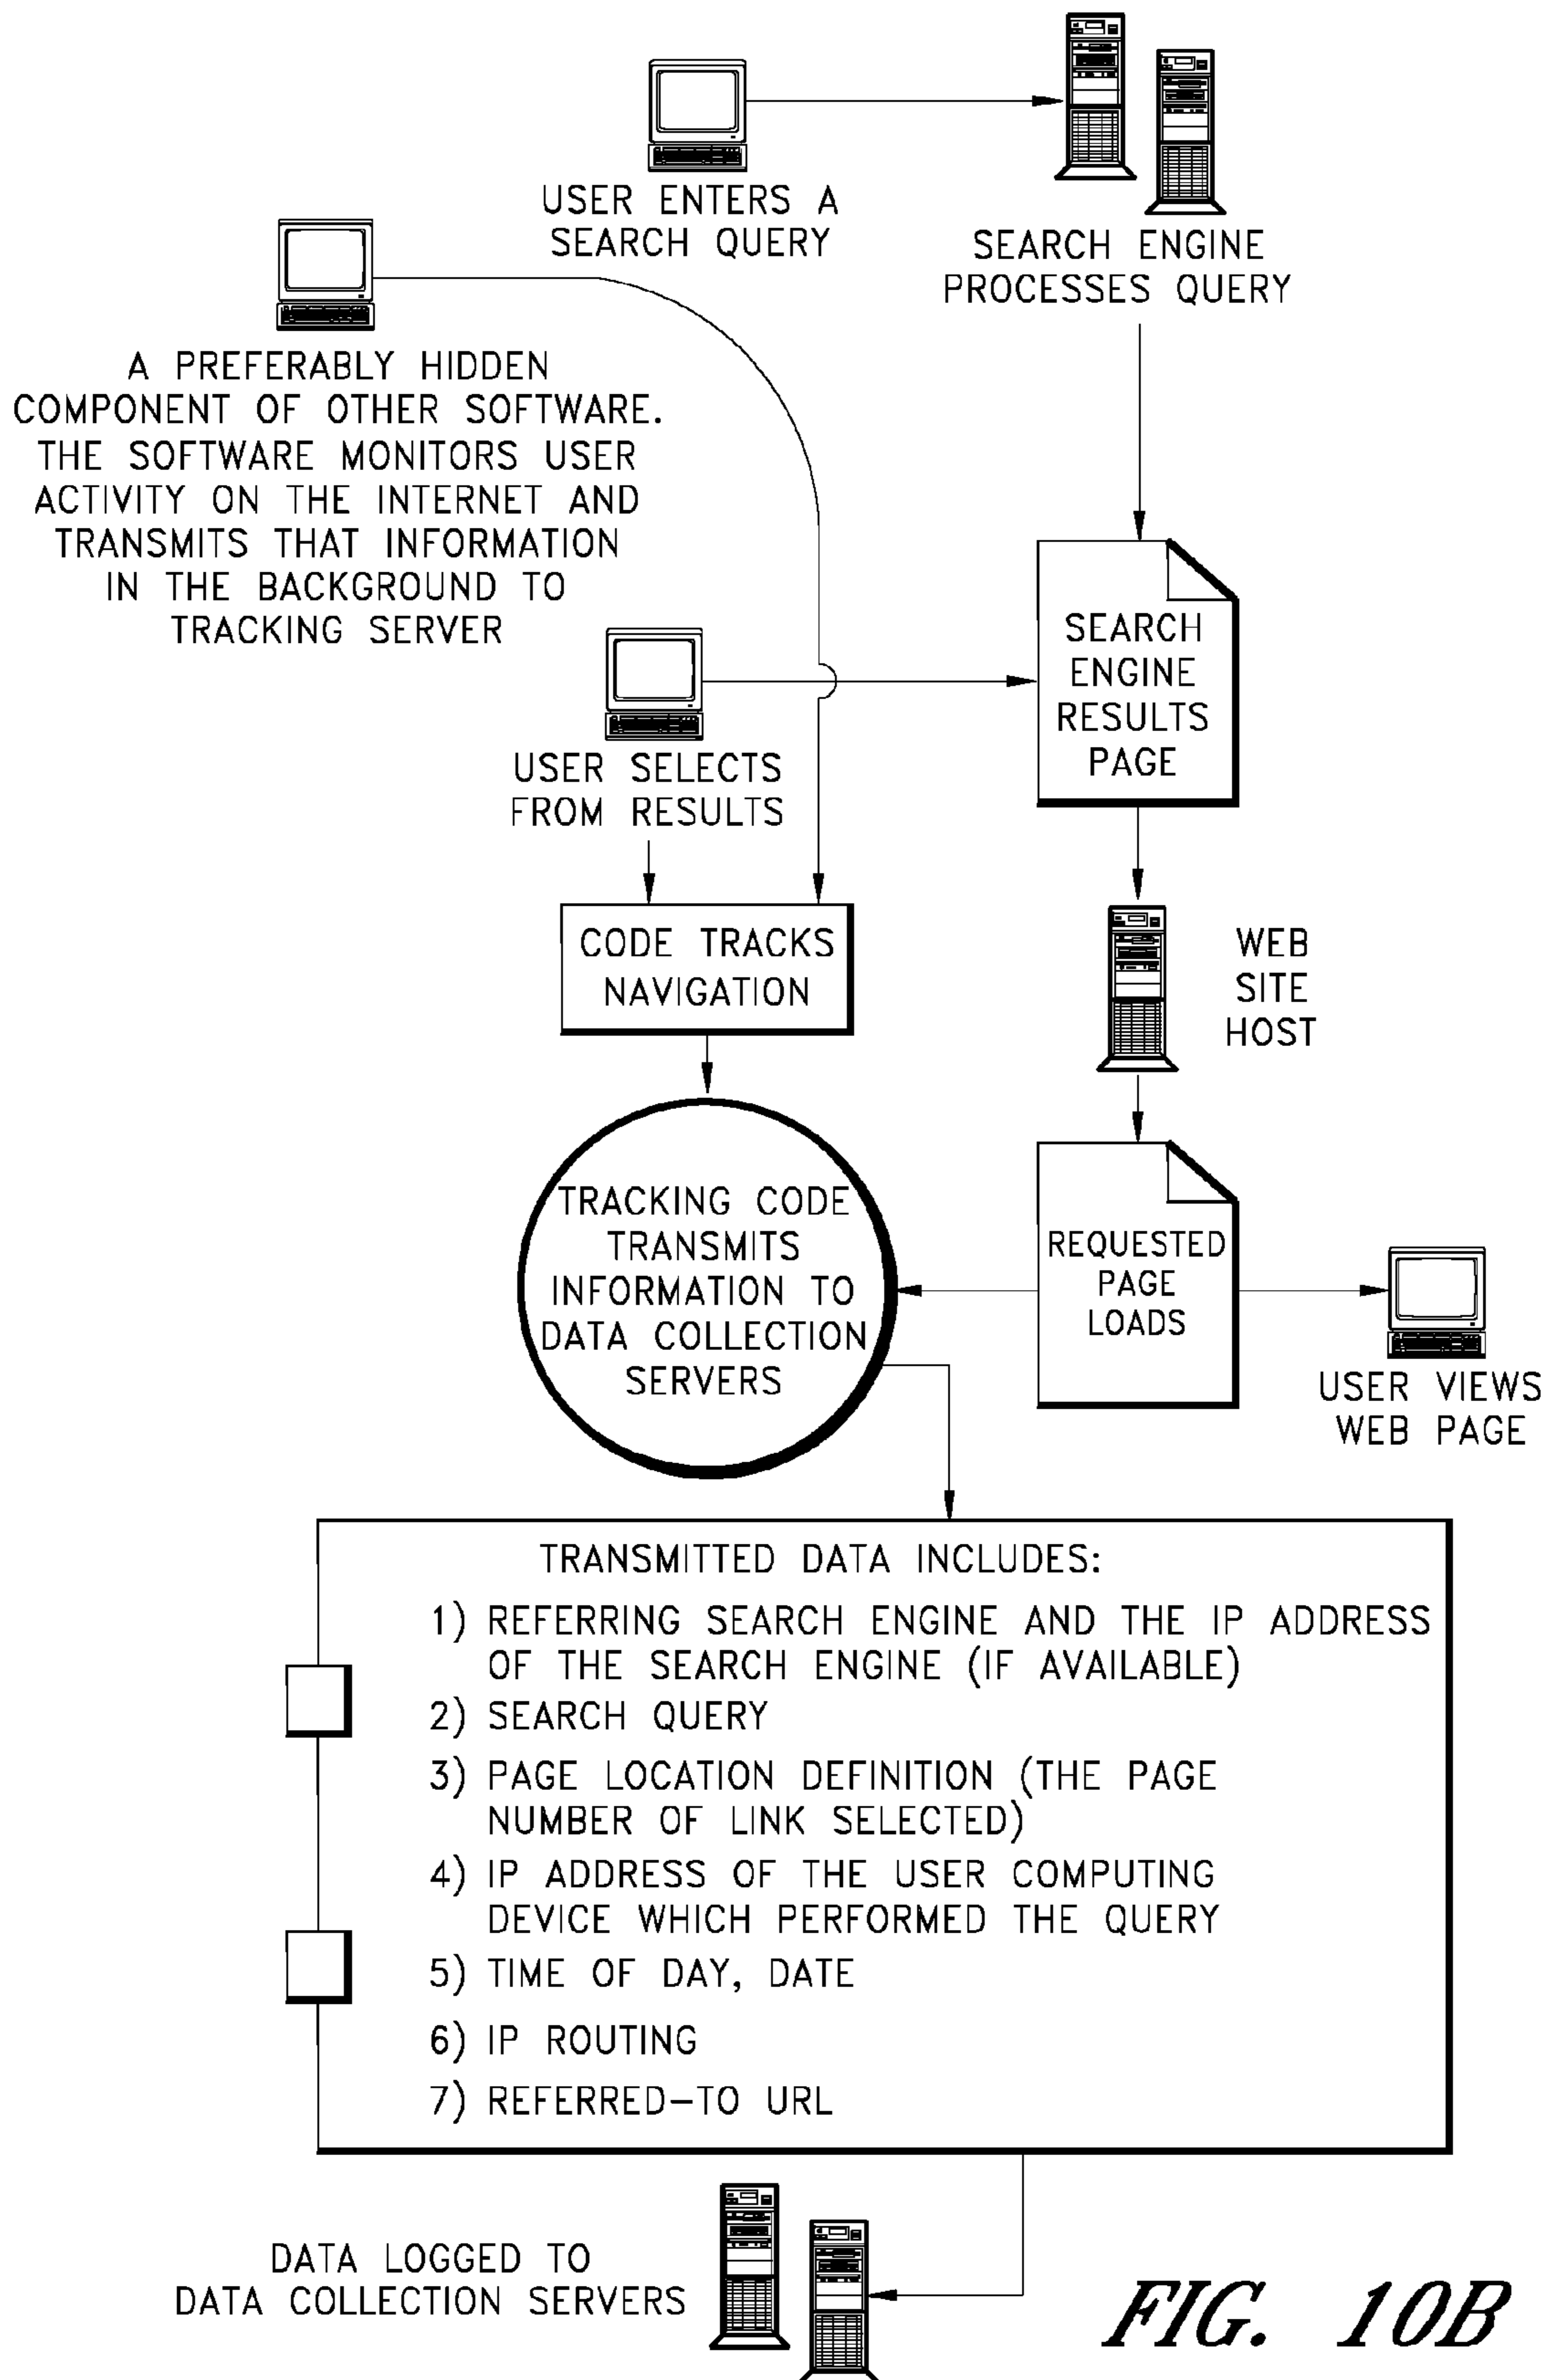 USER ENTERS A
SEARCH QUERY
SEARCH ENGINE
PROCESSES QUERY
A PREFERABLY HIDDEN
COMPONENT OF OTHER SOFTWARE.
THE SOFTWARE MONITORS USER
ACTIVITY ON THE INTERNET AND
TRANSMITS THAT INFORMATION
IN THE BACKGROUND TO
TRACKING SERVER
SEARCH
ENGINE
RESULTS
PAGE
USER SELECTS
FROM RESULTS
CODE TRACKS
NAVIGATION
WEB
SITE
HOST
TRACKING CODE
TRANSMITS
INFORMATION TO
DATA COLLECTION
SERVERS
REQUESTED
PAGE
LOADS
USER VIEWS
WEB PAGE
TRANSMITTED DATA INCLUDES:
1) REFERRING SEARCH ENGINE AND THE IP ADDRESS
OF THE SEARCH ENGINE (IF AVAILABLE)
2) SEARCH QUERY
3) PAGE LOCATION DEFINITION (THE PAGE
NUMBER OF LINK SELECTED)
4) IP ADDRESS OF THE USER COMPUTING
DEVICE WHICH PERFORMED THE QUERY
5) TIME OF DAY, DATE
6) IP ROUTING
7) REFERRED-TO URL
DATA LOGGED TO
DATA COLLECTION SERVERS
FIG. 10B